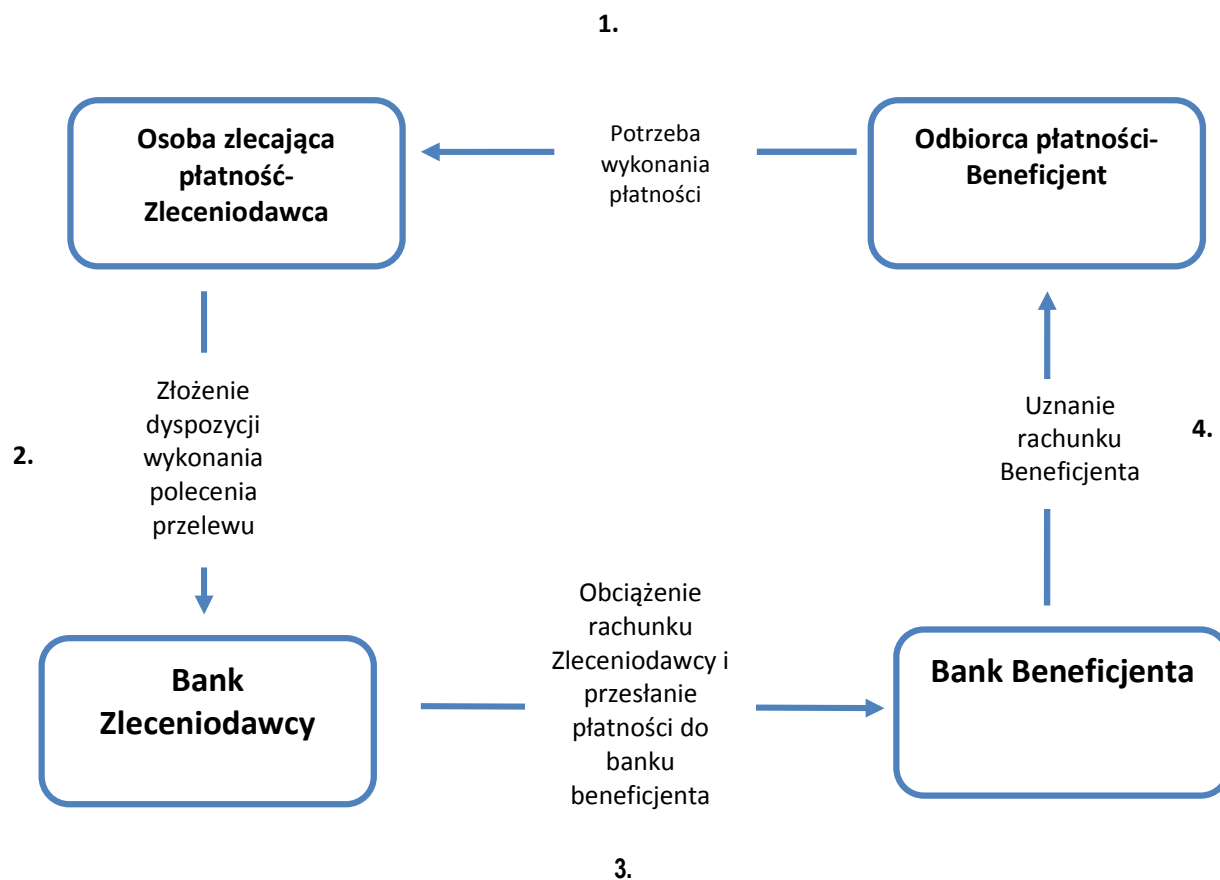 1.
Osoba zlecająca
płatność-
Zleceniodawca
Potrzeba
wykonania
płatności
Odbiorca płatności-
Beneficjent
2.
Złożenie
dyspozycji
wykonania
polecenia
przelewu
Uznanie
rachunku
Beneficjenta
4.
Bank
Zleceniodawcy
Obciążenie
rachunku
Zleceniodawcy i
przesłanie
płatności do
banku
beneficjenta
Bank Beneficjenta
3.